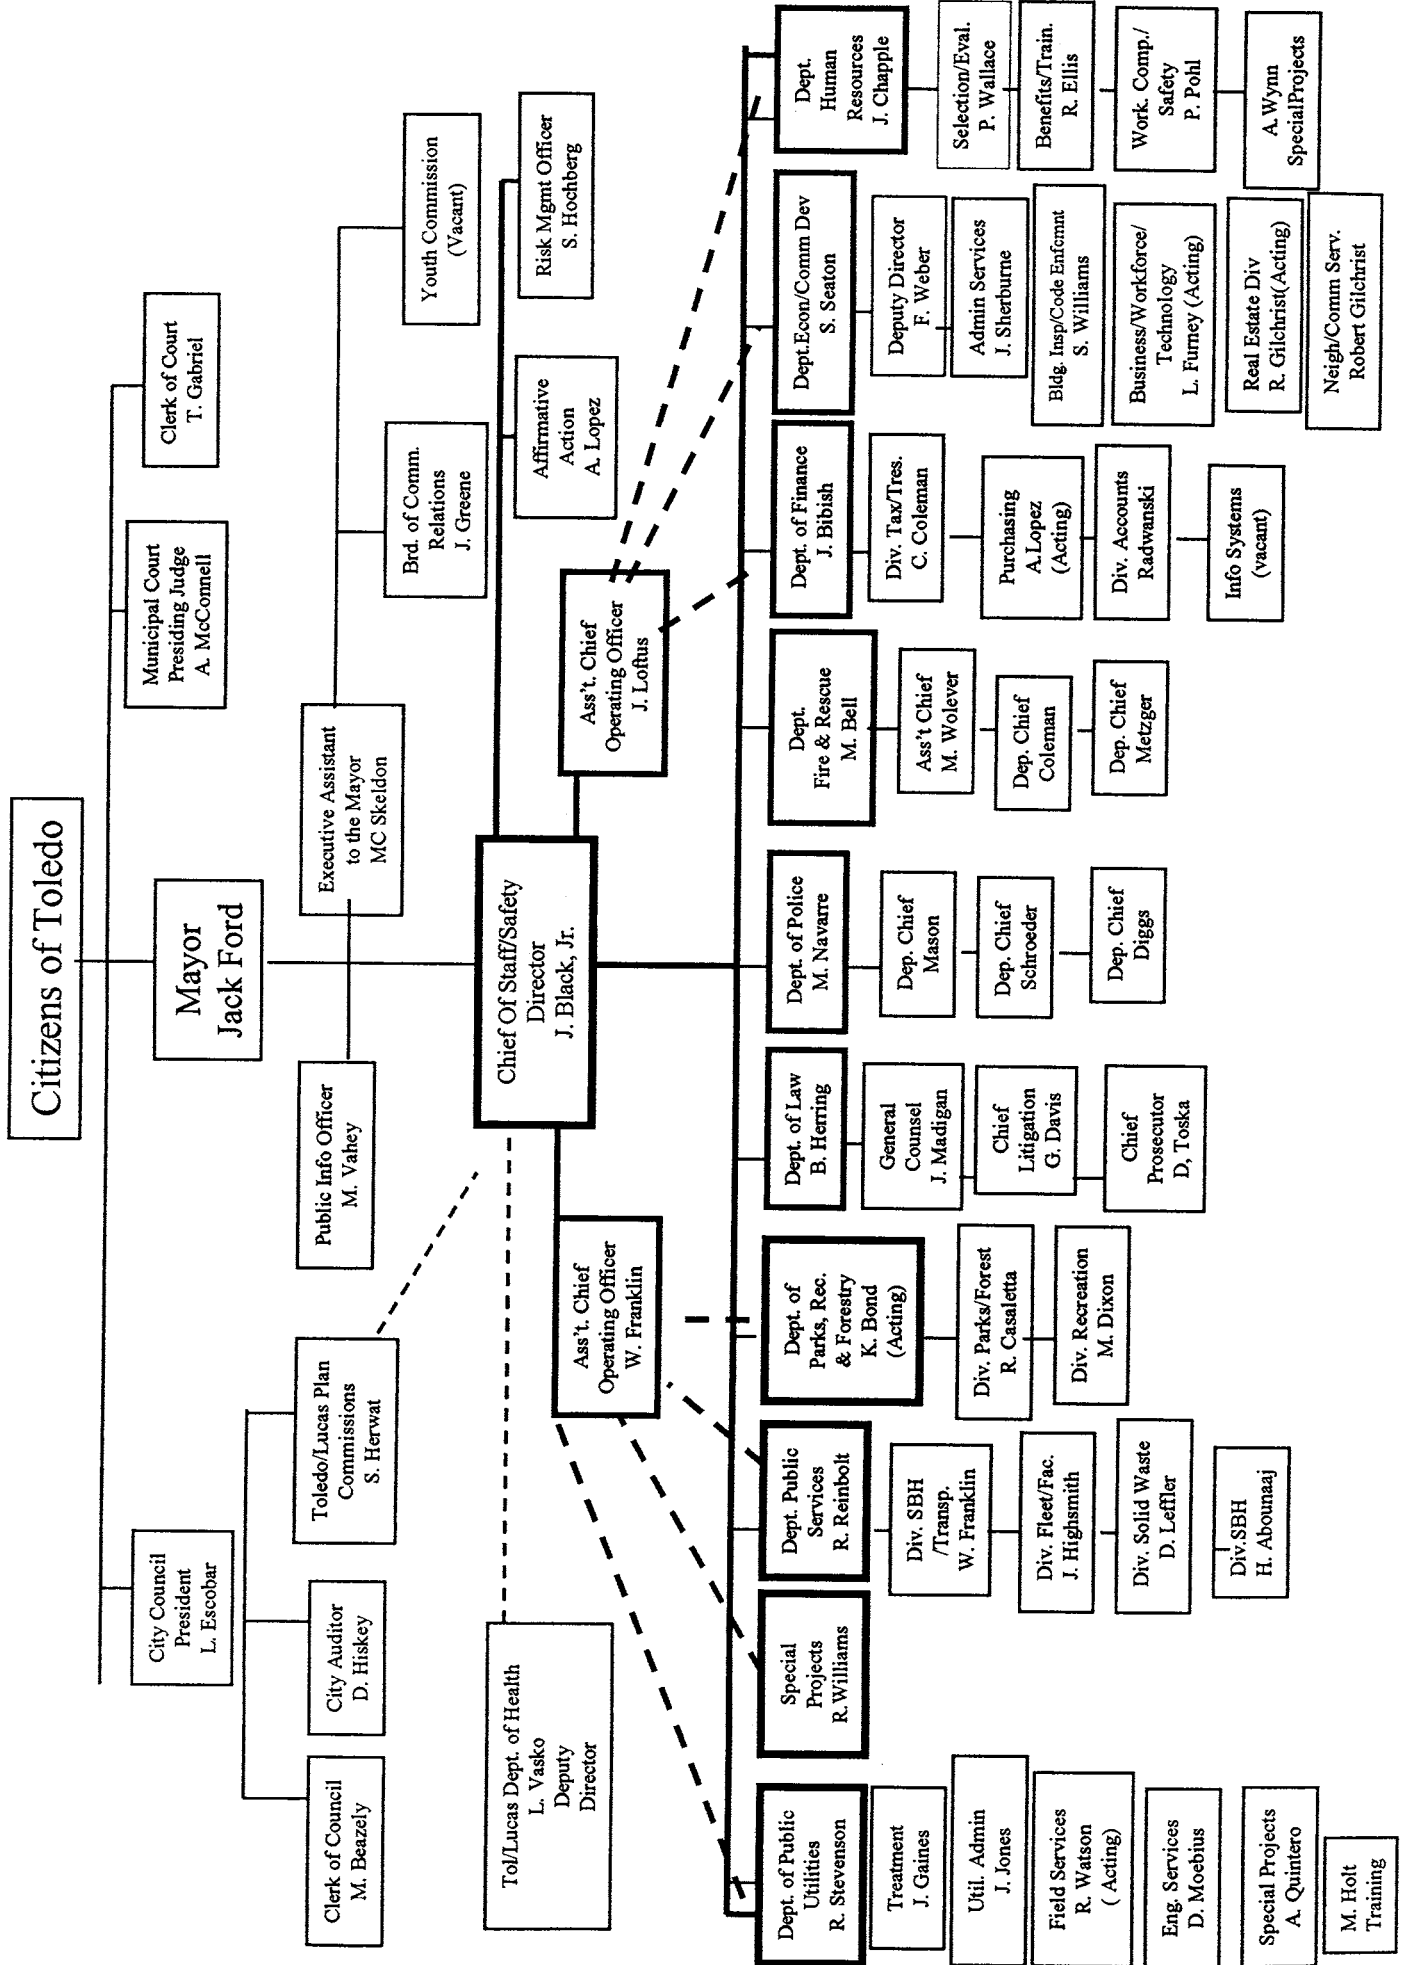 Citizens of Toledo
City Council
President
L. Escobar
Mayor
Jack Ford
Municipal Court
Presiding Judge
A. McConnell
Clerk of Court
T. Gabriel
Clerk of Council
M. Beazely
City Auditor
D. Hiskey
Toledo/Lucas Plan
Commissions
S. Herwat
Public Info Officer
M. Vahey
Executive Assistant
to the Mayor
MC Skeldon
Brd. of Comm.
Relations
J. Greene
Youth Commission
(Vacant)
Tol/Lucas Dept. of Health
L. Vasko
Deputy
Director
Chief Of Staff/Safety
Director
J. Black, Jr.
Affirmative
Action
A. Lopez
Risk Mgmt Officer
S. Hochberg
Ass't. Chief
Operating Officer
W. Franklin
Ass't. Chief
Operating Officer
J. Loftus
Dept. of Public
Utilities
R. Stevenson
Treatment
J. Gaines
Util. Admin
J. Jones
Field Services
R. Watson
( Acting)
Eng. Services
D. Moebius
Special Projects
A. Quintero
M. Holt
Training
Special
Projects
R.Williams
Dept. Public
Services
R. Reinbolt
Div. SBH
/Transp.
W. Franklin
Div. Fleet/Fac.
J. Highsmith
Div. Solid Waste
D. Leffler
Div.SBH
H. Abounaaj
Dept. of
Parks, Rec.
& Forestry
K. Bond
(Acting)
Div. Parks/Forest
R. Casaletta
Div. Recreation
M. Dixon
Dept. of Law
B. Herring
General
Counsel
J. Madigan
Chief
Litigation
G. Davis
Chief
Prosecutor
D, Toska
Dept. of Police
M. Navarre
Dep. Chief
Mason
Dep. Chief
Schroeder
Dep. Chief
Diggs
Dept.
Fire & Rescue
M. Bell
Ass't Chief
M. Wolever
Dep. Chief
Coleman
Dep. Chief
Metzger
Dept. of Finance
J. Bibish
Div. Tax/Tres.
C. Coleman
Purchasing
A.Lopez
(Acting)
Div. Accounts
Radwanski
Info Systems
(vacant)
Dept.Econ/Comm Dev
S. Seaton
Deputy Director
F. Weber
Admin Services
J. Sherburne
Bldg. Insp/Code Enfcmnt
S. Williams
Business/Workforce/
Technology
L. Furney (Acting)
Real Estate Div
R. Gilchrist(Acting)
Neigh/Comm Serv.
Robert Gilchrist
Dept.
Human
Resources
J. Chapple
Selection/Eval.
P. Wallace
Benefits/Train.
R. Ellis
Work. Comp./
Safety
P. Pohl
A.Wynn
SpecialProjects